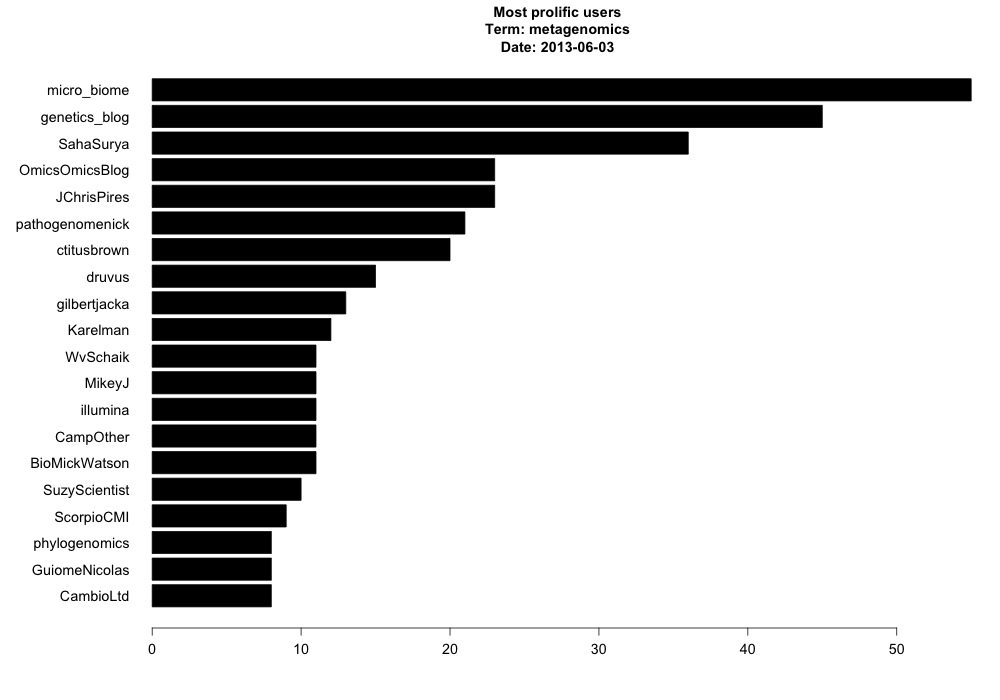 Most prolific users
Term: metagenomics
Date: 2013-06-03
micro_biome
genetics_blog
SahaSurya
OmicsOmicsBlog
JChrisPires
pathogenomenick
ctitusbrown
druvus
gilbertjacka
Karelman
WvSchaik
MikeyJ
illumina
CampOther
BioMickWatson
SuzyScientist
ScorpioCMI
phylogenomics
GuiomeNicolas
CambioLtd
0 10 20 30 40 50